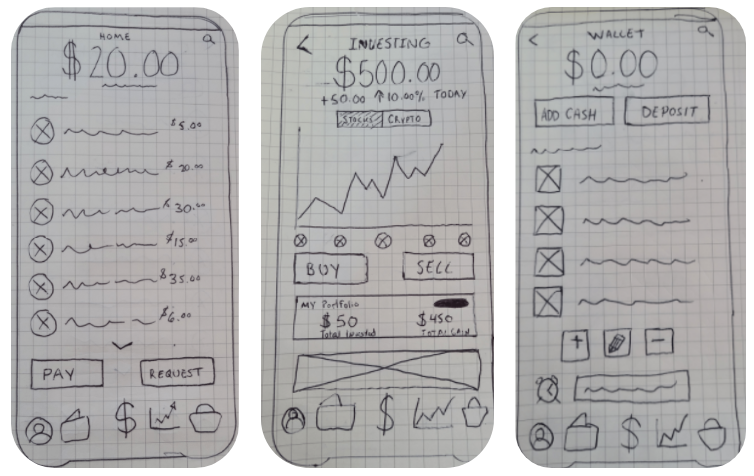 HOME
$20.00
$5.00
$20.00
$30.00
$15.00
$35.00
$6.00
PAY
REQUEST
$
INVESTING
$500.00
+50.00 ↑10.00% TODAY
STOCKS CRYPTO
BUY
SELL
MY Portfolio
$50 $450
Total Invested TOTAL GAIN
$
WALLET
$0.00
ADD CASH
DEPOSIT
+ -
$